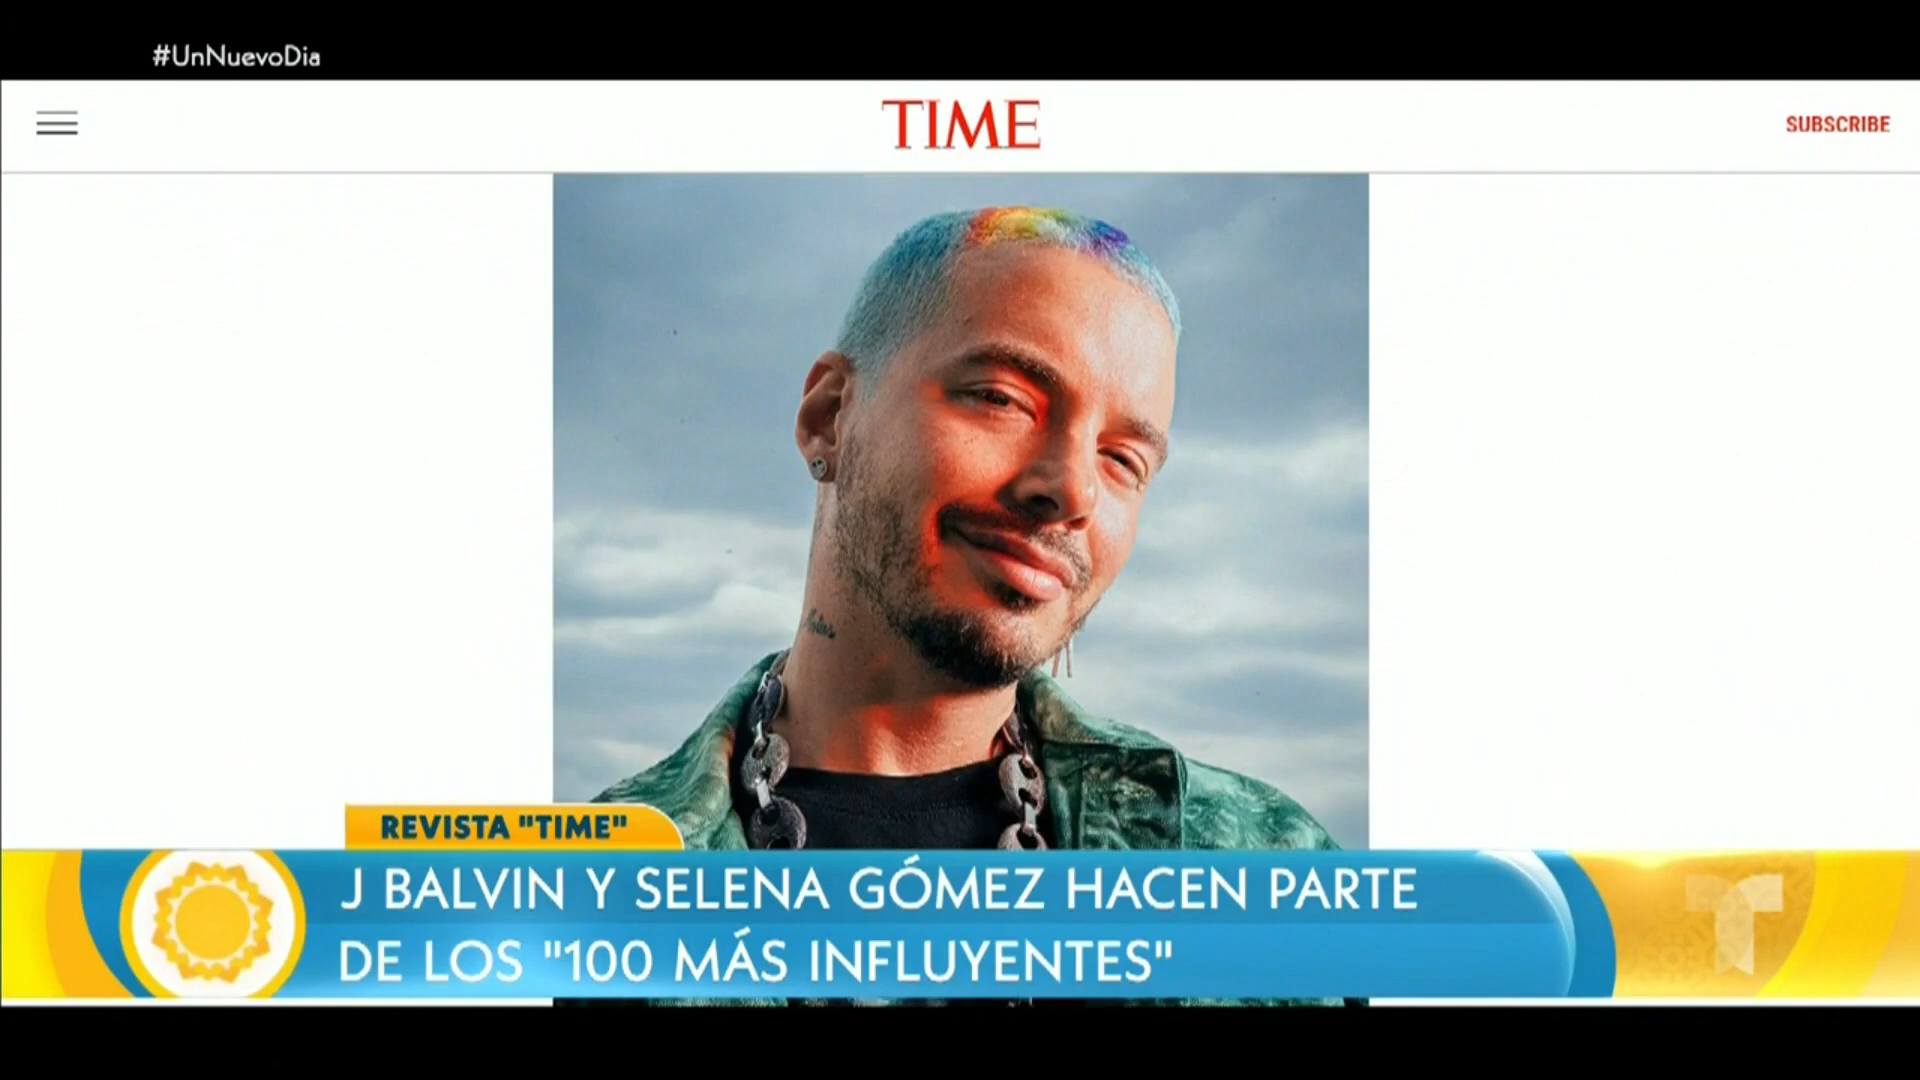 #UnNuevoDia
TIME
SUBSCRIBE
REVISTA "TIME"
J BALVIN Y SELENA GÓMEZ HACEN PARTE
DE LOS "100 MÁS INFLUYENTES"